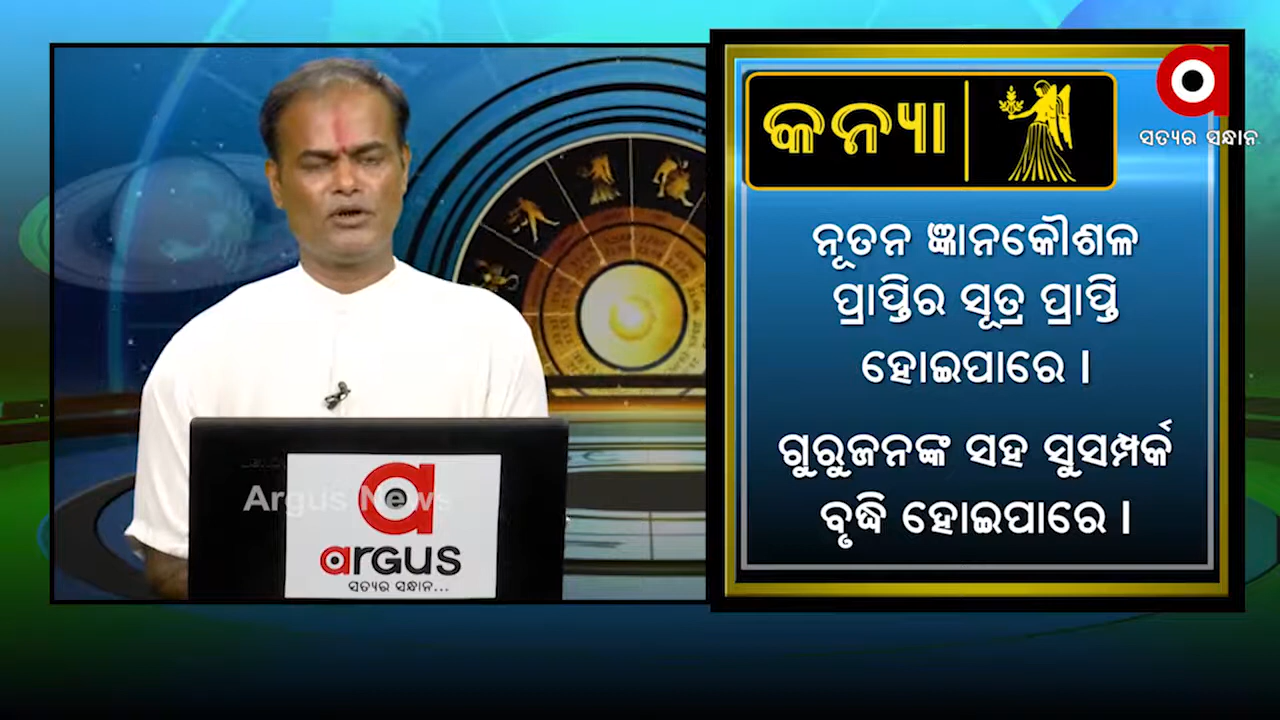 କନ୍ୟା
ସତ୍ୟର ସନ୍ଧାନ
ନୂତନ ଜ୍ଞାନକୌଶଳ
ପ୍ରାପ୍ତିର ସୂତ୍ର ପ୍ରାପ୍ତି
ହୋଇପାରେ ।
ଗୁରୁଜନଙ୍କ ସହ ସୁସମ୍ପର୍କ
ବୃଦ୍ଧି ହୋଇପାରେ ।
Argus News
argus
ସତ୍ୟର ସନ୍ଧାନ...